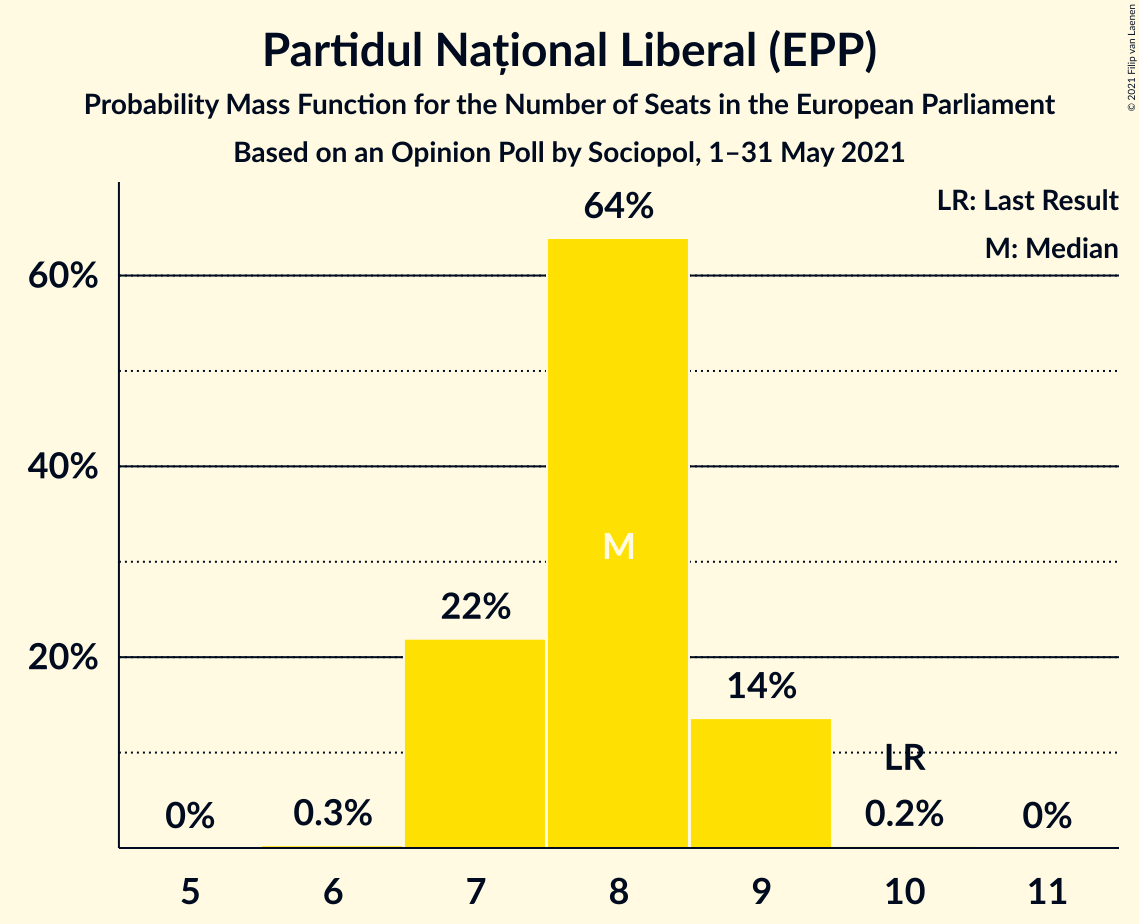 Partidul Național Liberal (EPP)
Probability Mass Function for the Number of Seats in the European Parliament
Based on an Opinion Poll by Sociopol, 1–31 May 2021
© 2021 Filip van Laenen
LR: Last Result
M: Median
60%
40%
20%
0%
0.3%
22%
64%
M
14%
LR
0.2%
0%
5
6
7
8
9
10
11